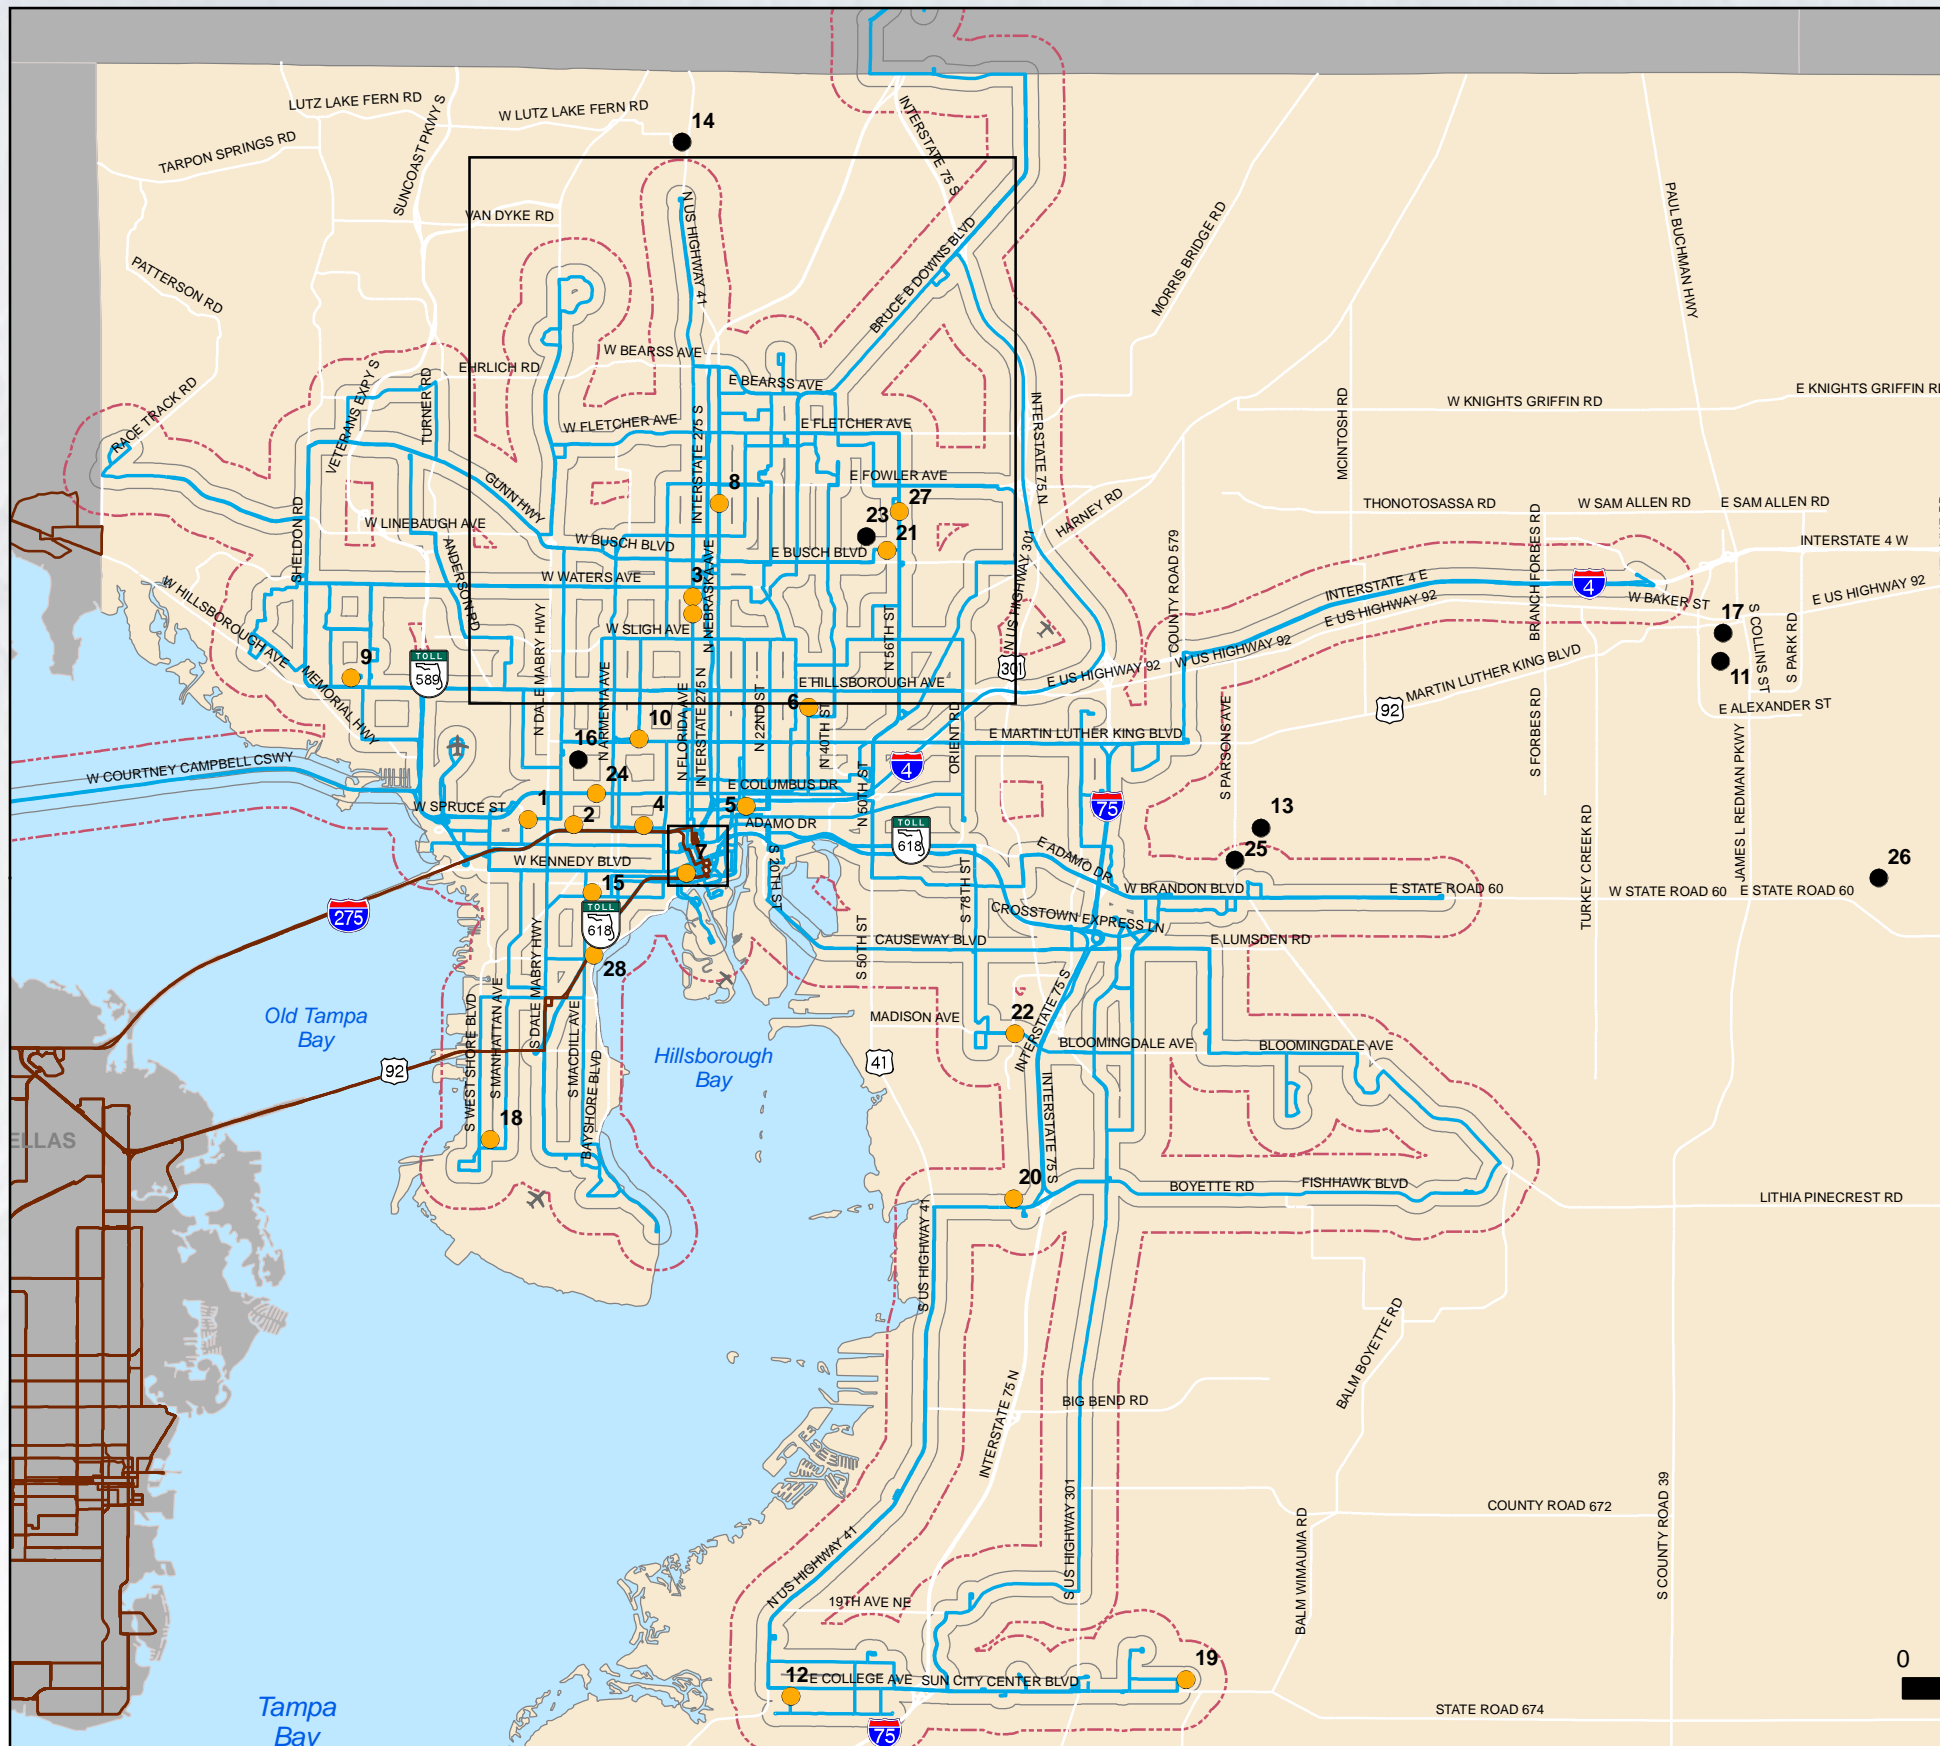 LUTZ LAKE FERN RD
W LUTZ LAKE FERN RD
14
TARPON SPRINGS RD
SUNCOAST PKWY S
INTERSTATE 75 S
VAN DYKE RD
N US HIGHWAY 41
BRUCE B DOWNS BLVD
MORRIS BRIDGE RD
PAUL BUCHMAN HWY
PATTERSON RD
W BEARSS AVE
EHRLICH RD
E BEARSS AVE
VETERANS EXPY S
TURNER RD
RACE TRACK RD
E KNIGHTS GRIFFIN RD
W KNIGHTS GRIFFIN RD
MCINTOSH RD
W FLETCHER AVE
E FLETCHER AVE
INTERSTATE 275 S
INTERSTATE 75 N
GUNN HWY
E FOWLER AVE
8
27
HARNEY RD
THONOTOSASSA RD
W SAM ALLEN RD
E SAM ALLEN RD
SHELDON RD
W LINEBAUGH AVE
23
21
W BUSCH BLVD
E BUSCH BLVD
INTERSTATE 4 W
BRANCH FORBES RD
COUNTY ROAD 579
N US HIGHWAY 301
ANDERSON RD
W WATERS AVE
3
N NEBRASKA AVE
INTERSTATE 4 E
4
E US HIGHWAY 92
E US HIGHWAY 92
W BAKER ST
17
W HILLSBOROUGH AVE
W SLIGH AVE
N 56TH ST
S COLLINS ST
S PARK RD
9
TOLL
589
MEMORIAL HWY
N DALE MABRY HWY
N ARMENIA AVE
301
E US HIGHWAY 92
W US HIGHWAY 92
MARTIN LUTHER KING BLVD
11
E HILLSBOROUGH AVE
6
92
E ALEXANDER ST
10
16
N FLORIDA AVE
INTERSTATE 275 N
N 22ND ST
N 40TH ST
ORIENT RD
E MARTIN LUTHER KING BLVD
S PARSONS AVE
S FORBES RD
W COURTNEY CAMPBELL CSWY
24
4
E COLUMBUS DR
N 50TH ST
W SPRUCE ST
1
2
4
5
75
ADAMO DR
TOLL
618
13
TURKEY CREEK RD
JAMES L REDMAN PKWY
W KENNEDY BLVD
7
S 20TH ST
E ADAMO DR
25
26
15
S 78TH ST
W BRANDON BLVD
E STATE ROAD 60
W STATE ROAD 60
E STATE ROAD 60
275
TOLL
618
CROSSTOWN EXPRESS LN
S 50TH ST
CAUSEWAY BLVD
E LUMSDEN RD
28
Old Tampa
Bay
S WEST SHORE BLVD
S MANHATTAN AVE
S DALE MABRY HWY
S MACDILL AVE
BAYSHORE BLVD
INTERSTATE 75 S
22
MADISON AVE
BLOOMINGDALE AVE
BLOOMINGDALE AVE
Hillsborough
Bay
92
41
INTERSTATE 75 S
18
ELLAS
20
BOYETTE RD
FISHHAWK BLVD
LITHIA PINECREST RD
S US HIGHWAY 41
BALM BOYETTE RD
INTERSTATE 75 N
BIG BEND RD
S US HIGHWAY 301
COUNTY ROAD 672
S COUNTY ROAD 39
N US HIGHWAY 41
BALM WIMAUMA RD
19TH AVE NE
12
E COLLEGE AVE
SUN CITY CENTER BLVD
19
0
Tampa
Bay
75
STATE ROAD 674